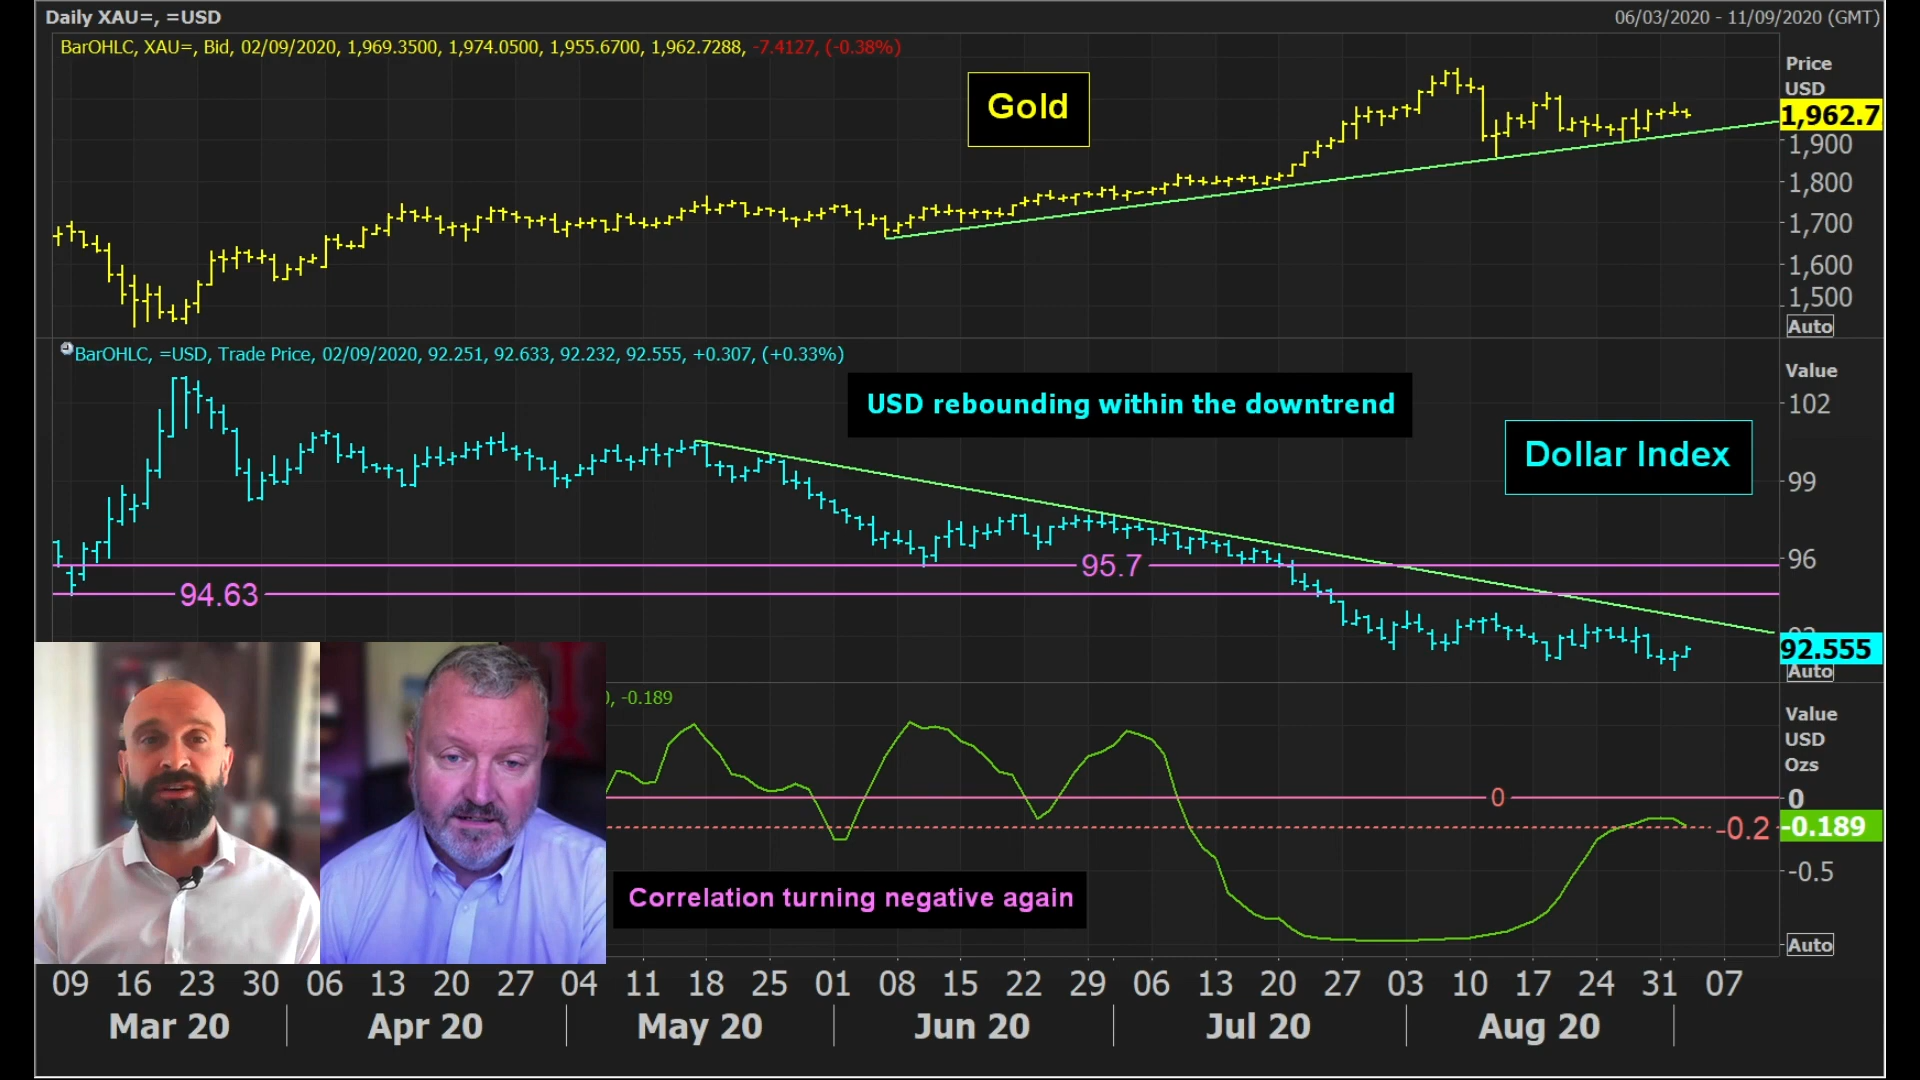 Daily XAU=, =USD
06/03/2020 - 11/09/2020 (GMT)
BarOHLC, XAU=, Bid, 02/09/2020, 1,969.3500, 1,974.0500, 1,955.6700, 1,962.7288, -7.4127, (-0.38%)
Price
USD
Gold
1,962.7
1,900
1,800
1,700
1,600
1,500
Auto
BarOHLC, =USD, Trade Price, 02/09/2020, 92.251, 92.633, 92.232, 92.555, +0.307, (+0.33%)
Value
USD rebounding within the downtrend
102
Dollar Index
99
96
95.7
94.63
92.555
Auto
, -0.189
Value
USD
Ozs
0
0
-0.2
-0.189
-0.5
Correlation turning negative again
Auto
09 16 23 30 06 13 20 27 04 11 18 25 01 08 15 22 29 06 13 20 27 03 10 17 24 31 07
Mar 20 Apr 20 May 20 Jun 20 Jul 20 Aug 20